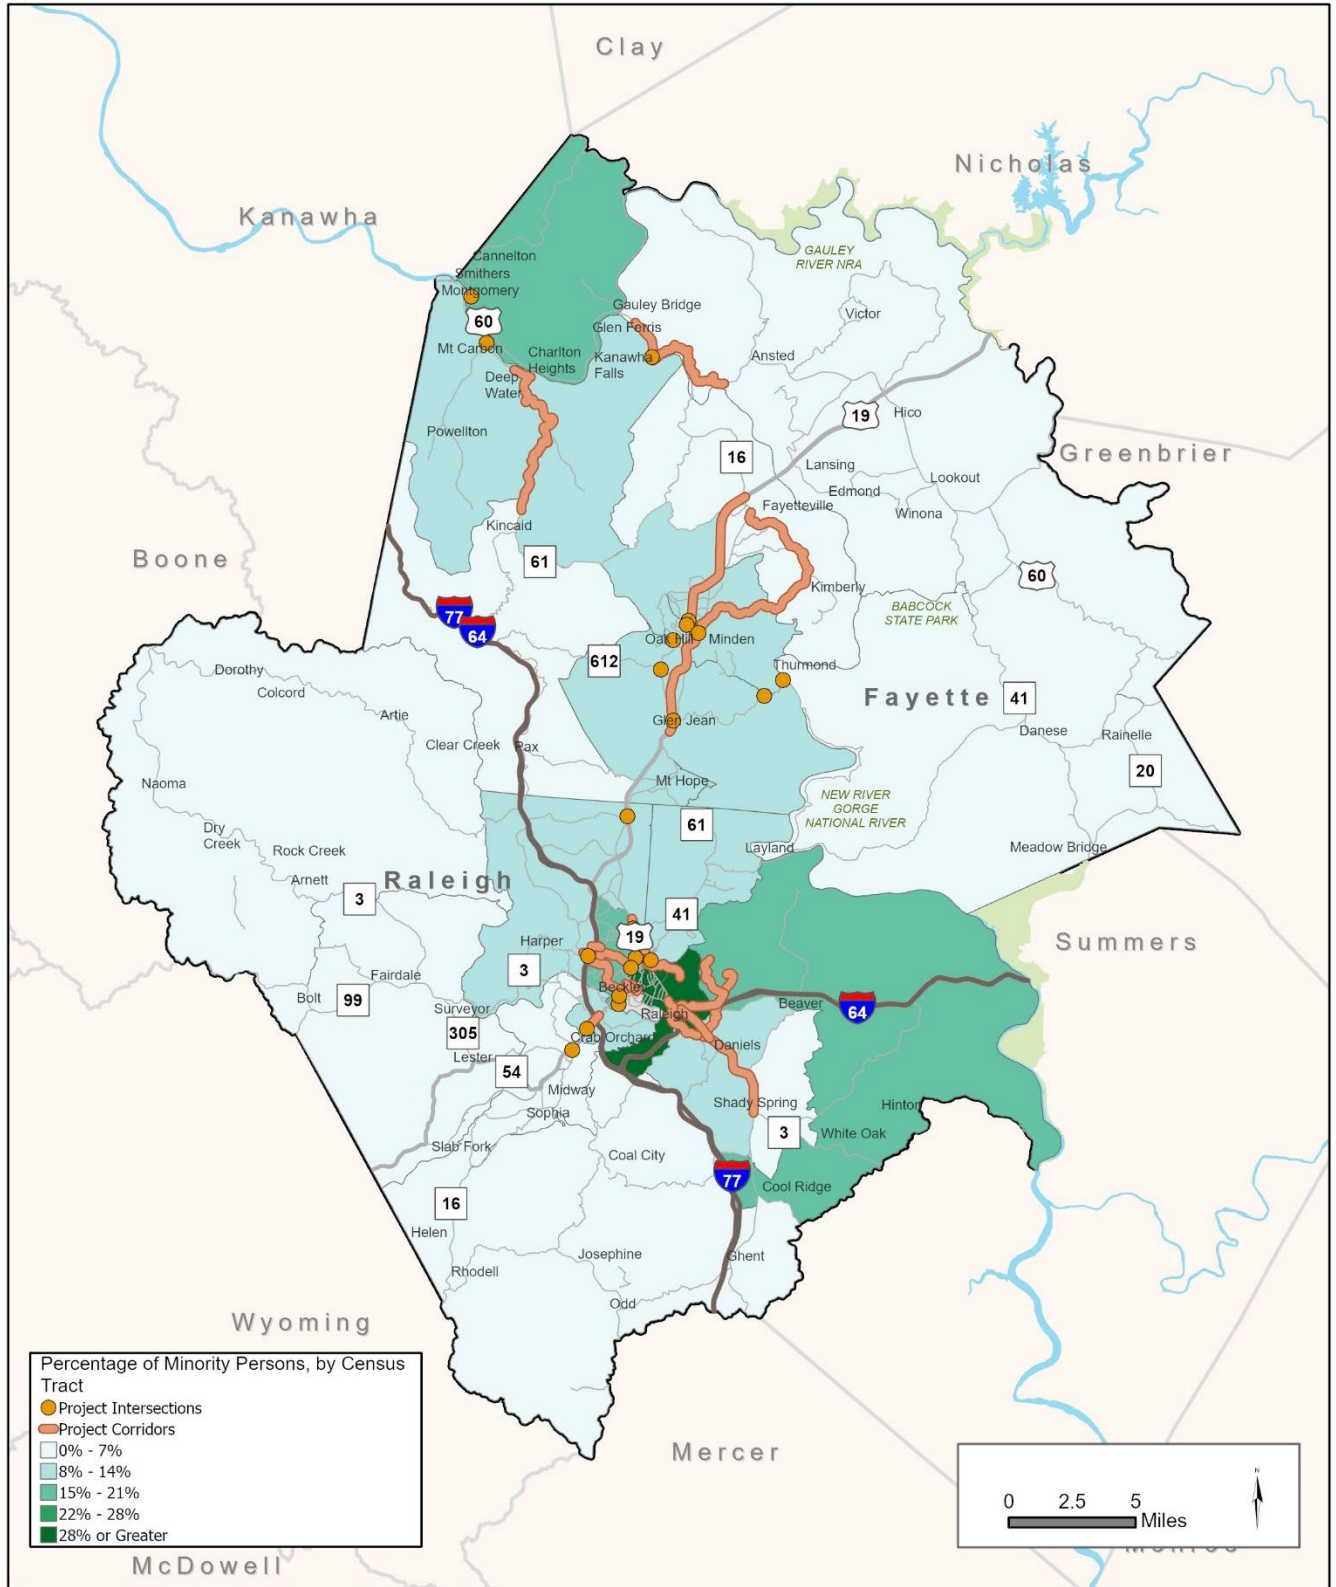 Clay
Nicholas
Kanawha
GAULEY
RIVER NRA
Cannelton
Smithers
Montgomery
Gauley Bridge
Victor
60
Glen Ferris
Mt Carbon
Charlton
Heights
Kanawha
Falls
Ansted
Deep
Water
19
Hico
Powellton
16
Greenbrier
Lansing
Lookout
Edmond
Fayetteville
Winona
Kincaid
Boone
61
60
Kimberly
77
64
BABCOCK
STATE PARK
Oak Hill
Minden
612
Thurmond
Dorothy
Colcord
Fayette
41
Artie
Glen Jean
Danese
Rainelle
Clear Creek
Pax
20
Naoma
Mt Hope
NEW RIVER
GORGE
NATIONAL RIVER
61
Dry
Creek
Rock Creek
Layland
Meadow Bridge
Arnett
Raleigh
3
41
19
Harper
Summers
3
Fairdale
Bolt
99
Beckle
Surveyor
Raleigh
Beaver
64
305
Crab Orchard
Lester
Daniels
54
Midway
Sophia
Shady Spring
Hinton
3
White Oak
Slab Fork
Coal City
77
Cool Ridge
16
Helen
Josephine
Ghent
Rhodell
Odd
Wyoming
Percentage of Minority Persons, by Census
Tract
Project Intersections
Project Corridors
0% - 7%
8% - 14%
15% - 21%
22% - 28%
28% or Greater
Mercer
N
0 2.5 5
Miles
McDowell